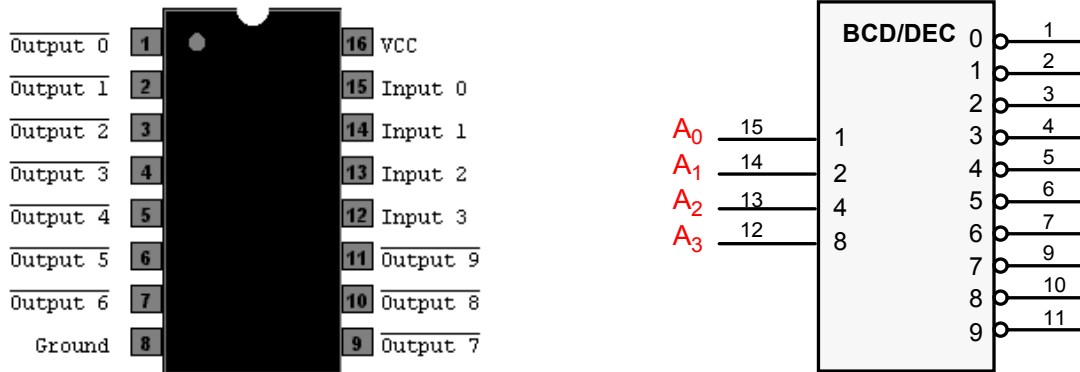 Output 0 1 16 VCC
Output 1 2 15 Input 0
Output 2 3 14 Input 1
Output 3 4 13 Input 2
Output 4 5 12 Input 3
Output 5 6 11 Output 9
Output 6 7 10 Output 8
Ground 8 9 Output 7
BCD/DEC 0 1
1 2
2 3
A0 15 1 3 4
A1 14 2 4 5
A2 13 4 5 6
A3 12 8 6 7
7 9
8 10
9 11